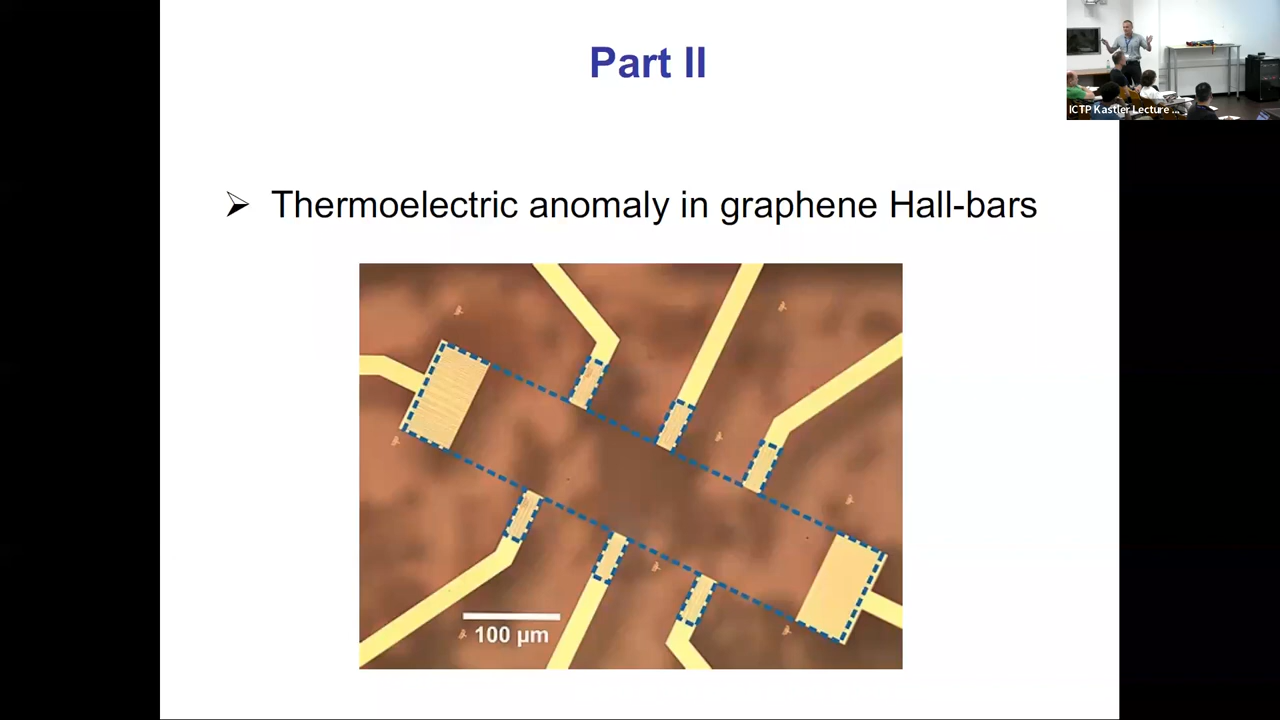 Part II
ICTP Kastler Lecture ...
➢ Thermoelectric anomaly in graphene Hall-bars
100 µm